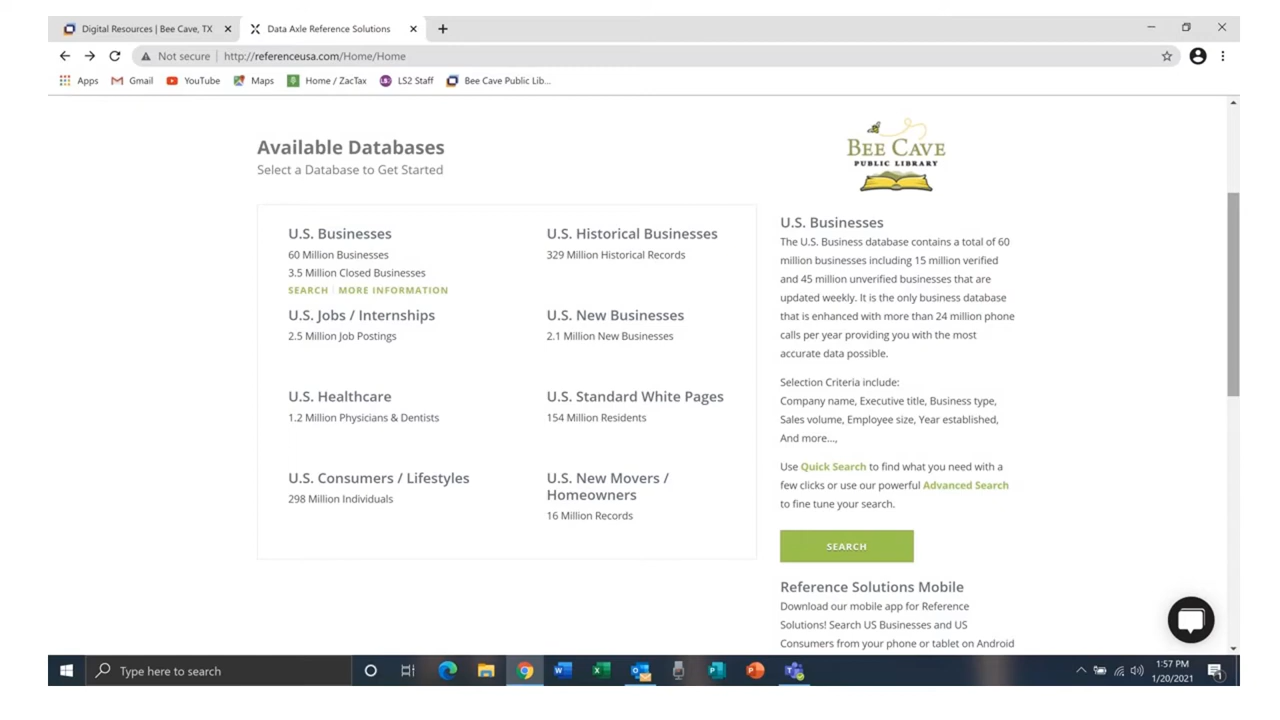 Digital Resources | Bee Cave, TX
Data Axle Reference Solutions
Not secure | http://referenceusa.com/Home/Home
Apps Gmail YouTube Maps Home / ZacTax LS2 Staff Bee Cave Public Lib...
Available Databases
Select a Database to Get Started
U.S. Businesses
60 Million Businesses
3.5 Million Closed Businesses
SEARCH | MORE INFORMATION
U.S. Historical Businesses
329 Million Historical Records
U.S. Jobs / Internships
2.5 Million Job Postings
U.S. New Businesses
2.1 Million New Businesses
U.S. Healthcare
1.2 Million Physicians & Dentists
U.S. Standard White Pages
154 Million Residents
U.S. Consumers / Lifestyles
298 Million Individuals
U.S. New Movers /
Homeowners
16 Million Records
BEE CAVE
PUBLIC LIBRARY
U.S. Businesses
The U.S. Business database contains a total of 60
million businesses including 15 million verified
and 45 million unverified businesses that are
updated weekly. It is the only business database
that is enhanced with more than 24 million phone
calls per year providing you with the most
accurate data possible.
Selection Criteria include:
Company name, Executive title, Business type,
Sales volume, Employee size, Year established,
And more...,
Use Quick Search to find what you need with a
few clicks or use our powerful Advanced Search
to fine tune your search.
SEARCH
Reference Solutions Mobile
Download our mobile app for Reference
Solutions! Search US Businesses and US
Consumers from your phone or tablet on Android
Type here to search
1:57 PM
1/20/2021